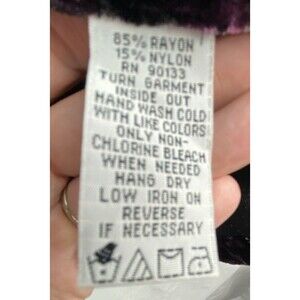 85% RAYON
15% NYLON
RN 90133
TURN GARMENT
INSIDE OUT
HAND WASH COLD
WITH LIKE COLORS
ONLY NON-
CHLORINE BLEACH
WHEN NEEDED
HANG DRY
LOW IRON ON
REVERSE
IF NECESSARY